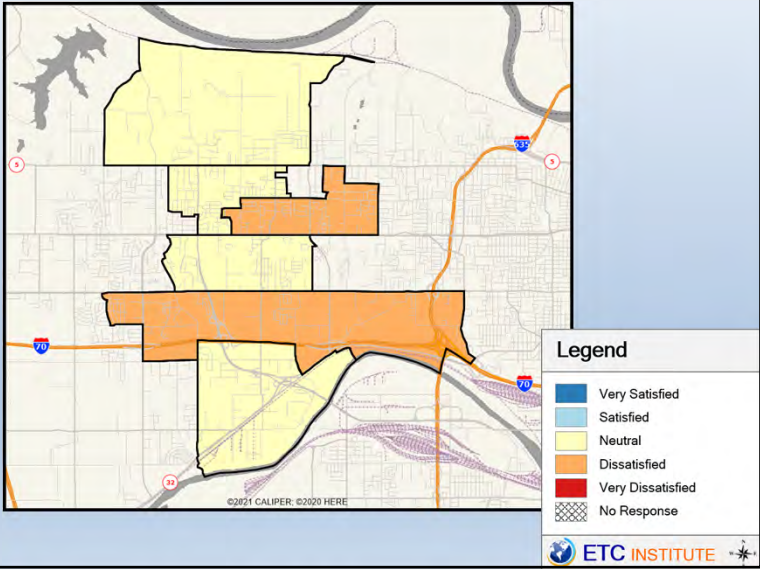 635
5
5
70
Legend
70
Very Satisfied
Satisfied
Neutral
Dissatisfied
Very Dissatisfied
32
©2021 CALIPER; ©2020 HERE
No Response
ETC INSTITUTE